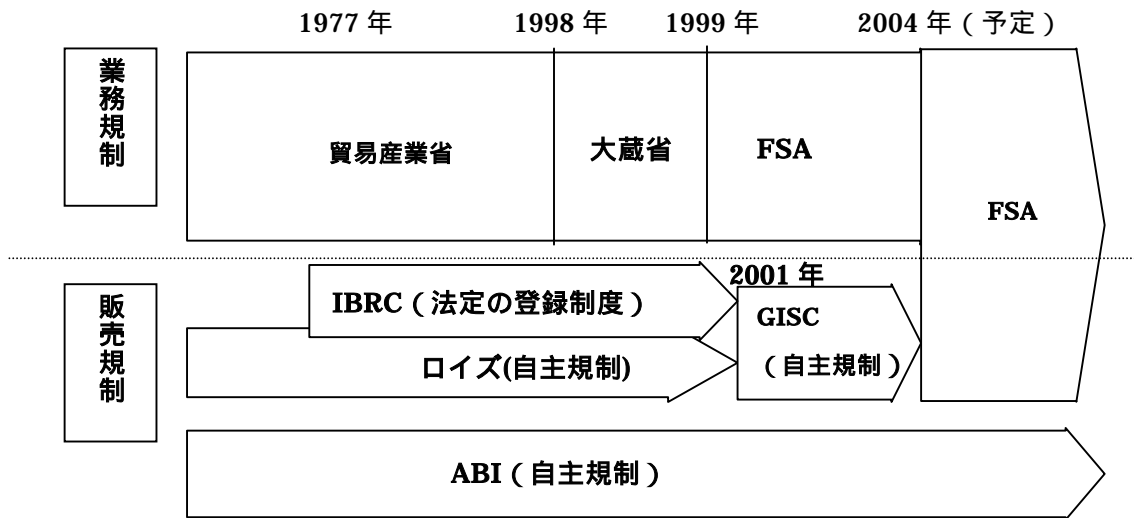 1977 年
1998 年
1999 年
2004 年 ( 予定 )
業務規制
貿易産業省
大蔵省
FSA
FSA
販売規制
IBRC ( 法定の登録制度 )
2001 年
GISC
( 自主規制 )
ロイズ(自主規制)
ABI ( 自主規制 )